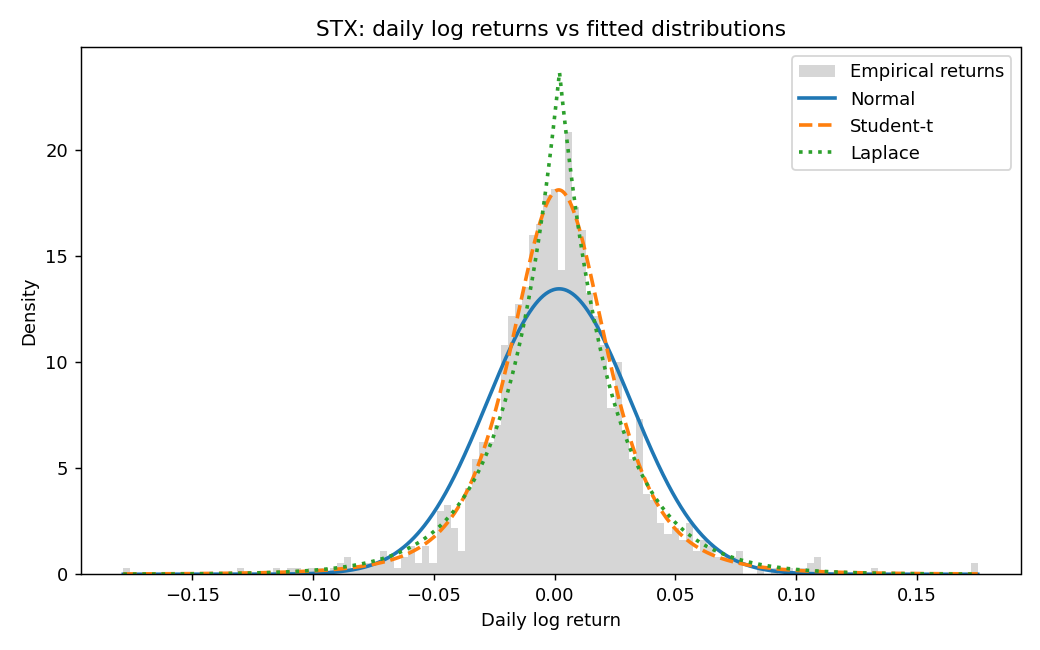 STX: daily log returns vs fitted distributions
Empirical returns
Normal
Student-t
Laplace
20
15
10
5
0
Density
−0.15 −0.10 −0.05 0.00 0.05 0.10 0.15
Daily log return